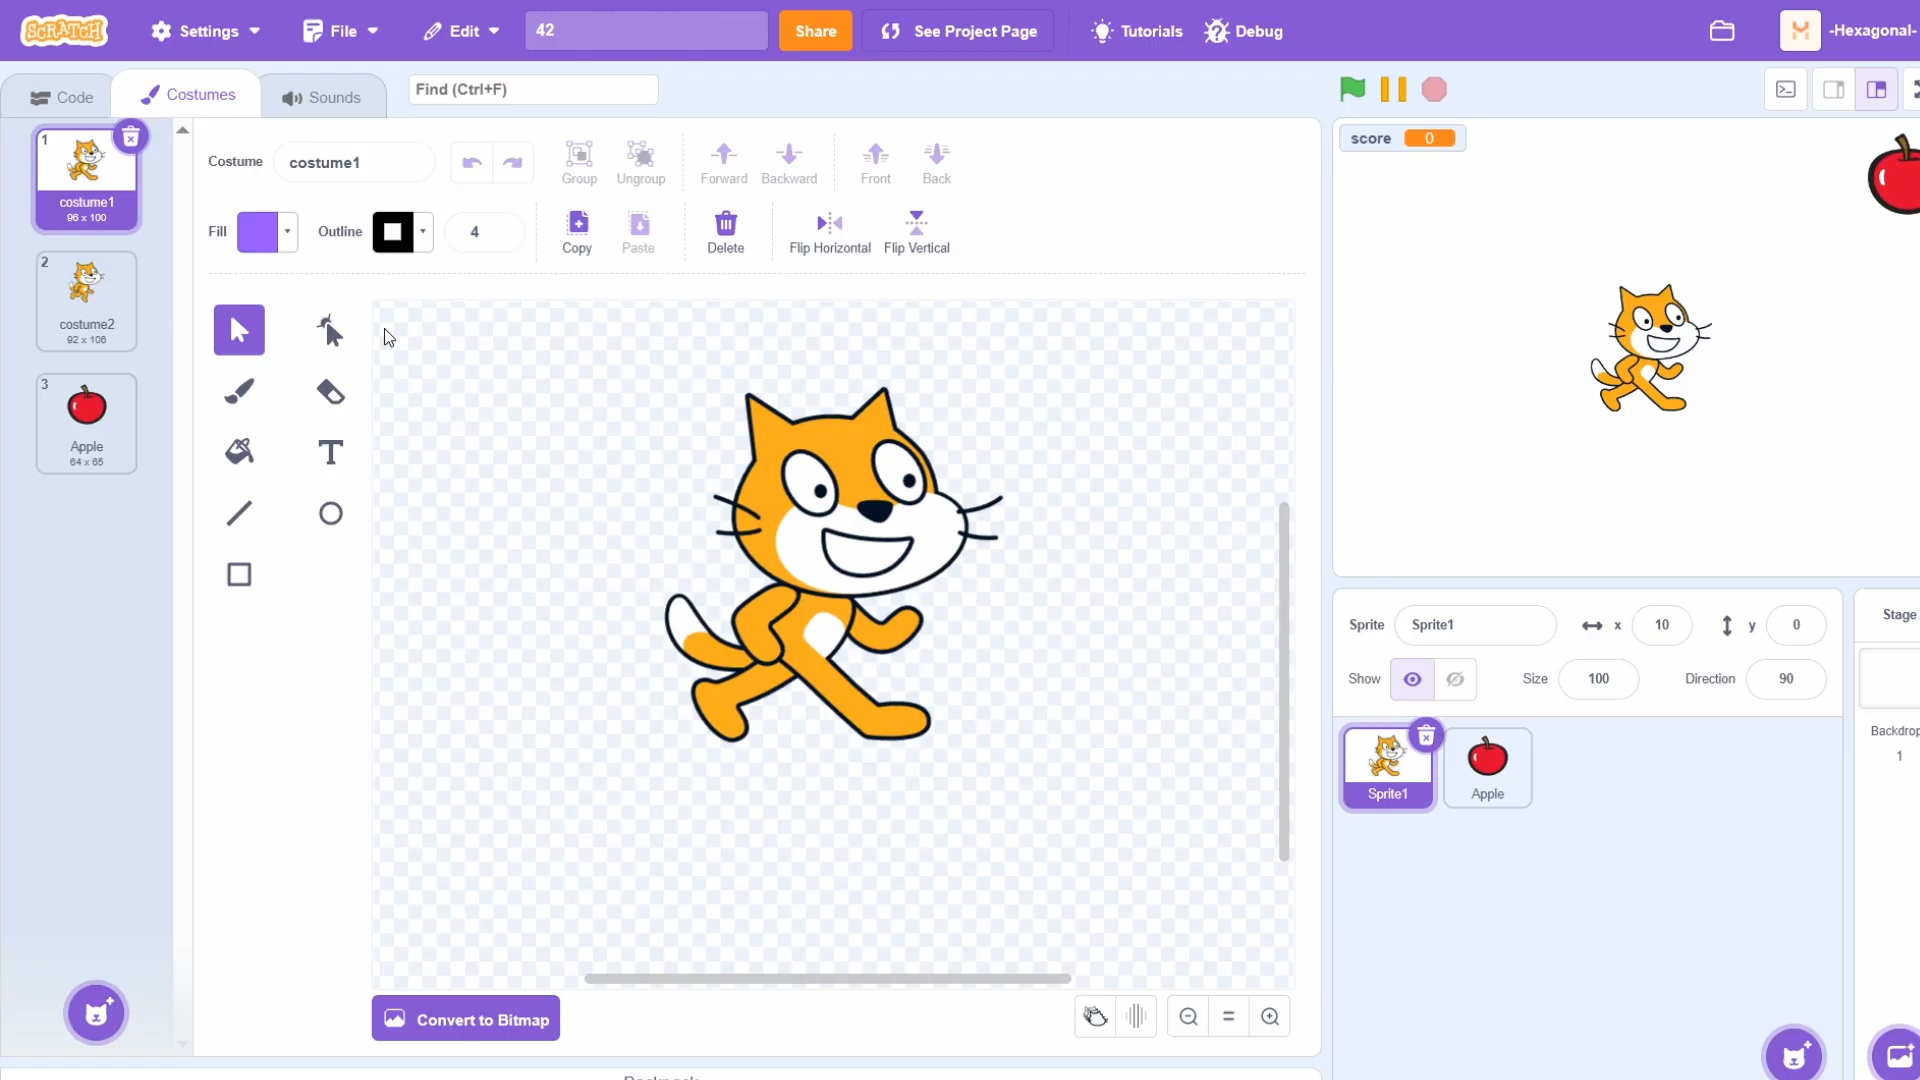 SCRATCH
Settings
File
Edit
42
Share
See Project Page
Tutorials
Debug
-Hexagonal-
Code
Costumes
Sounds
Find (Ctrl+F)
1
costume1
96 x 100
2
costume2
92 x 106
3
Apple
64 x 65
Costume
costume1
Group
Ungroup
Forward
Backward
Front
Back
Fill
Outline
4
Copy
Paste
Delete
Flip Horizontal
Flip Vertical
T
Convert to Bitmap
score 0
Sprite
Sprite1
x
10
y
0
Show
Size
100
Direction
90
Sprite1
Apple
Stage
Backdrop
1